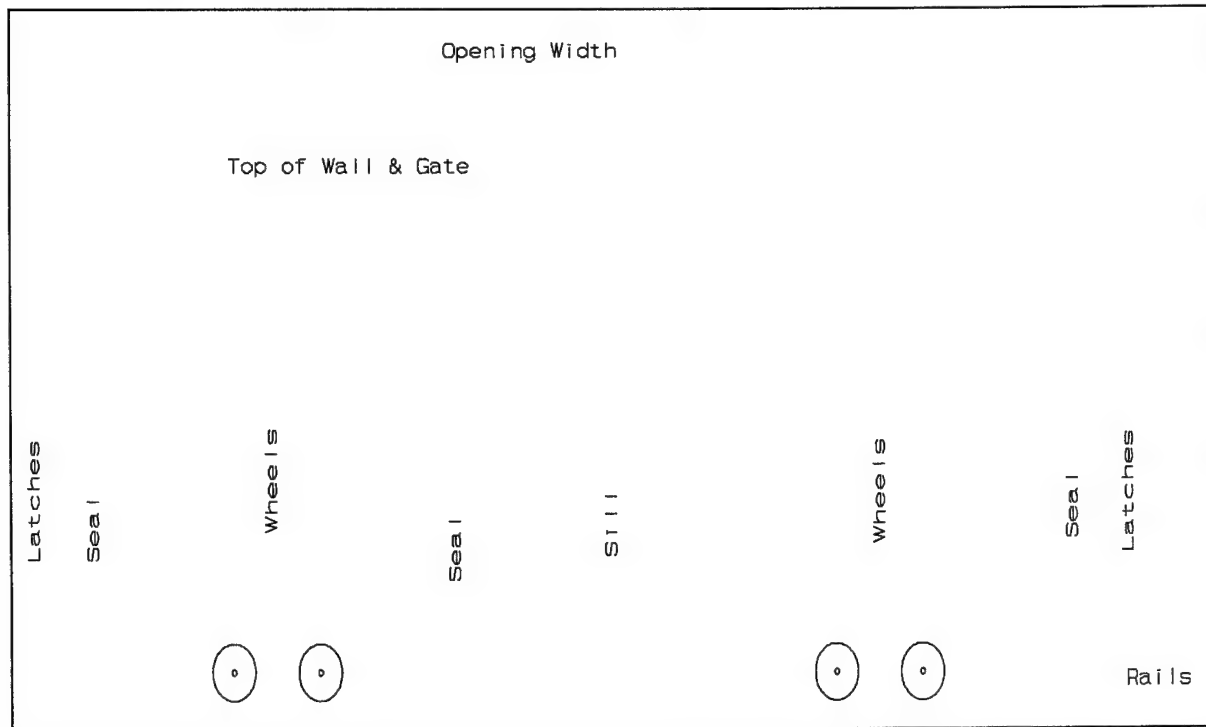 Opening Width
Top of Wall & Gate
Latches
Seal
Wheels
Seal
Sill
Wheels
Seal
Latches
Rails